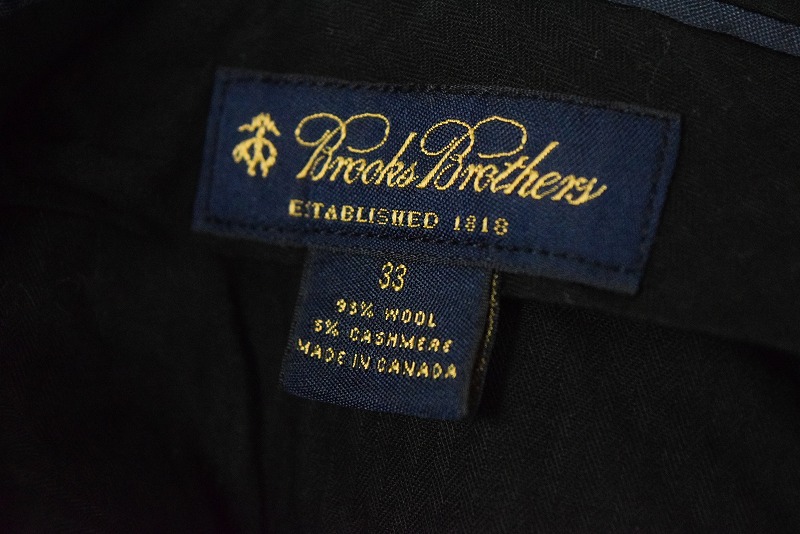 Brooks Brothers
ESTABLISHED 1818
33
95% WOOL
5% CASHMERE
MADE IN CANADA